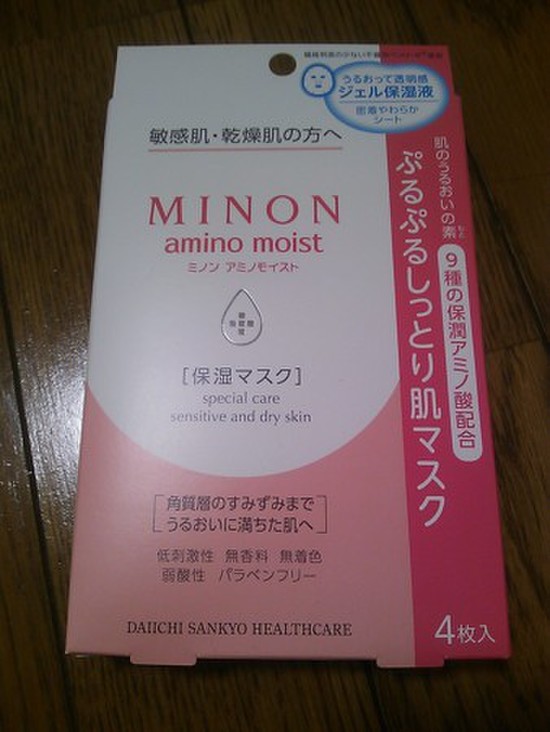 うるおって透明感
ジェル保湿液
密着やわらか
シート
敏感肌・乾燥肌の方へ
MINON
amino moist
ミノン アミノモイスト
[保湿マスク]
special care
sensitive and dry skin
角質層のすみずみまで
うるおいに満ちた肌へ
低刺激性 無香料 無着色
弱酸性 パラベンフリー
DAIICHI SANKYO HEALTHCARE
肌のうるおいの素
もと
9種の保潤アミノ酸配合
ぷるぷるしっとり肌マスク
4枚入